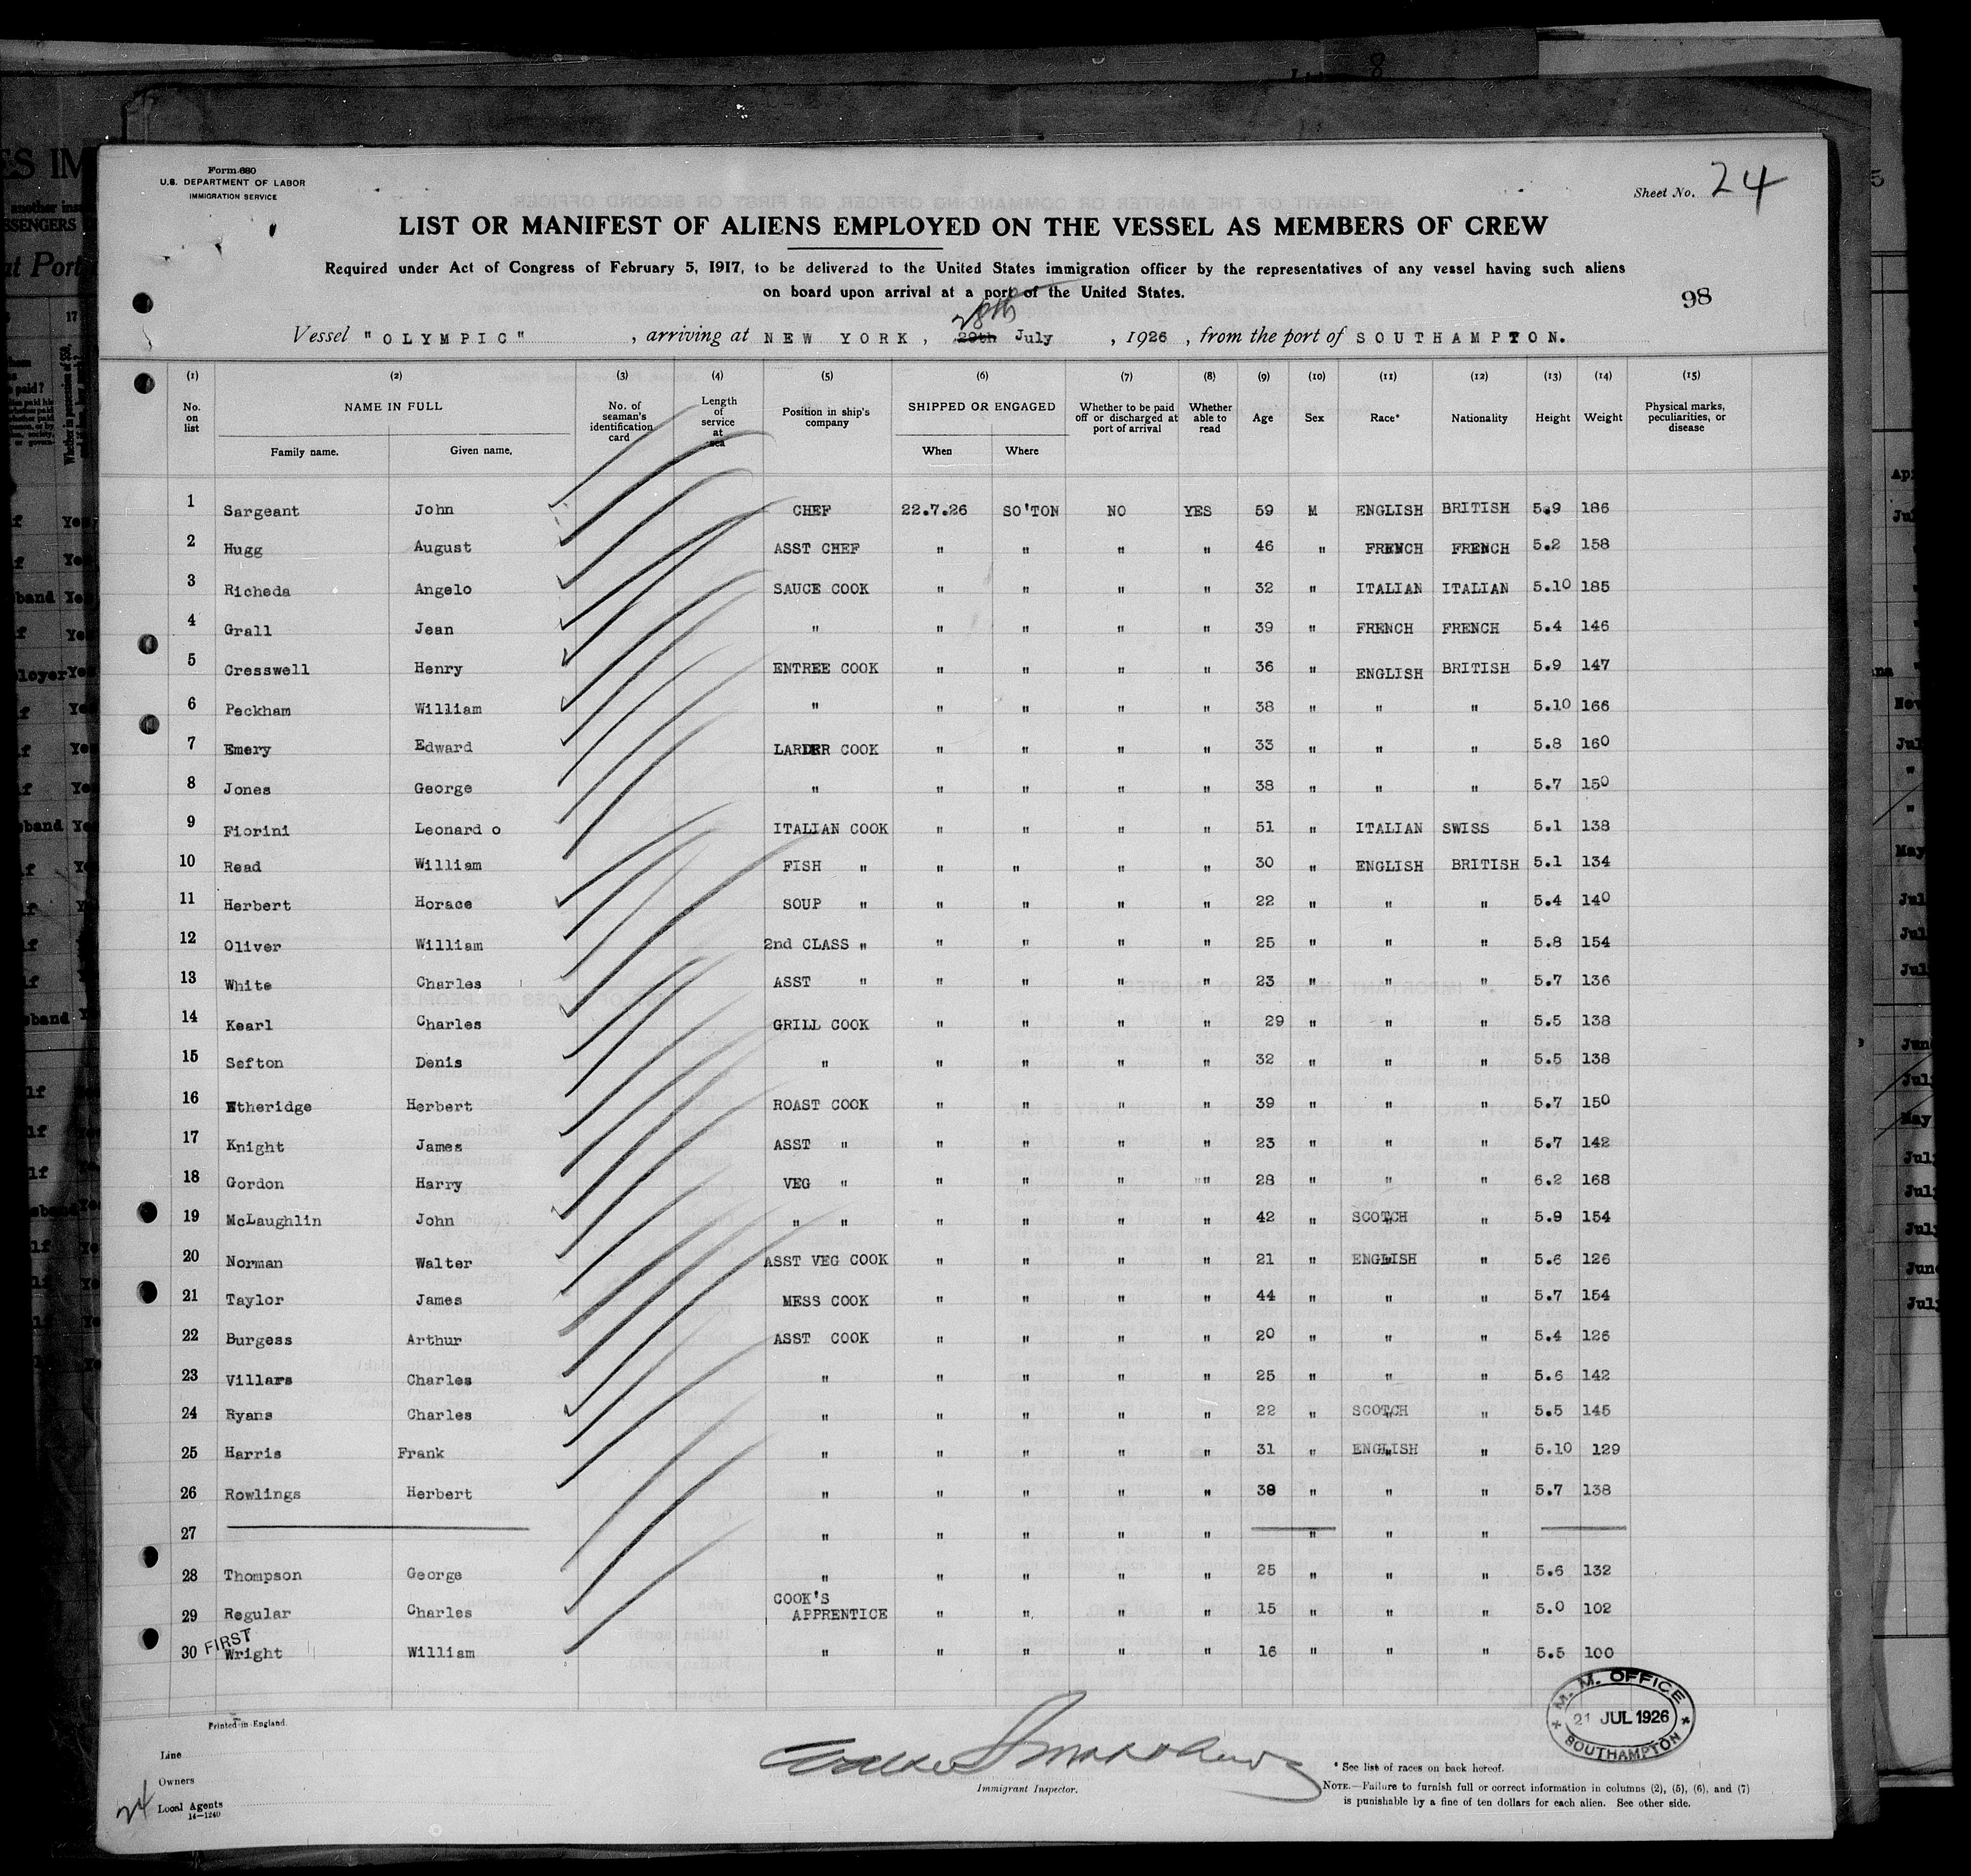 Form 680
U.S. DEPARTMENT OF LABOR
IMMIGRATION SERVICE
Sheet No. 24
LIST OR MANIFEST OF ALIENS EMPLOYED ON THE VESSEL AS MEMBERS OF CREW
Required under Act of Congress of February 5, 1917, to be delivered to the United States immigration officer by the representatives of any vessel having such aliens
on board upon arrival at a port of the United States.
98
28th
Vessel "OLYMPIC" , arriving at NEW YORK , 29th July , 1926 , from the port of SOUTHAMPTON.
(1) (2) (3) (4) (5) (6) (7) (8) (9) (10) (11) (12) (13) (14) (15)
No. on list NAME IN FULL Family name. Given name. No. of seaman's identification card Length of service at sea Position in ship's company SHIPPED OR ENGAGED When Where Whether to be paid off or discharged at port of arrival Whether able to read Age Sex Race* Nationality Height Weight Physical marks, peculiarities, or disease
1 Sargeant John CHEF 22.7.26 SO'TON NO YES 59 M ENGLISH BRITISH 5.9 186
2 Hugg August ASST CHEF " " " " 46 " FRENCH FRENCH 5.2 158
3 Richeda Angelo SAUCE COOK " " " " 32 " ITALIAN ITALIAN 5.10 185
4 Grall Jean " " " " " 39 " FRENCH FRENCH 5.4 146
5 Cresswell Henry ENTREE COOK " " " " 36 " ENGLISH BRITISH 5.9 147
6 Peckham William " " " " " 38 " " " 5.10 166
7 Emery Edward LARDER COOK " " " " 33 " " " 5.8 160
8 Jones George " " " " " 38 " " " 5.7 150
9 Fiorini Leonard o ITALIAN COOK " " " " 51 " ITALIAN SWISS 5.1 138
10 Read William FISH " " " " " 30 " ENGLISH BRITISH 5.1 134
11 Herbert Horace SOUP " " " " " 22 " " " 5.4 140
12 Oliver William 2nd CLASS " " " " " 25 " " " 5.8 154
13 White Charles ASST " " " " " 23 " " " 5.7 136
14 Kearl Charles GRILL COOK " " " " 29 " " " 5.5 138
15 Sefton Denis " " " " " 32 " " " 5.5 138
16 Etheridge Herbert ROAST COOK " " " " 39 " " " 5.7 150
17 Knight James ASST " " " " " 23 " " " 5.7 142
18 Gordon Harry VEG " " " " " 28 " " " 6.2 168
19 McLaughlin John " " " " " " 42 " SCOTCH " 5.9 154
20 Norman Walter ASST VEG COOK " " " " 21 " ENGLISH " 5.6 126
21 Taylor James MESS COOK " " " " 44 " " " 5.7 154
22 Burgess Arthur ASST COOK " " " " 20 " " " 5.4 126
23 Villars Charles " " " " " 25 " " " 5.6 142
24 Ryans Charles " " " " " 22 " SCOTCH " 5.5 145
25 Harris Frank " " " " " 31 " ENGLISH " 5.10 129
26 Rowlings Herbert " " " " " 38 " " " 5.7 138
27 " " " " " " " "
28 Thompson George " " " " " 25 " " " 5.6 132
29 Regular Charles COOK'S APPRENTICE " " " " 15 " " " 5.0 102
30 FIRST Wright William " " " " " 16 " " " 5.5 100
M. M. OFFICE
21 JUL 1926
SOUTHAMPTON
Printed in England.
Line
Owners
24 Local Agents
14—1240
Immigrant Inspector.
* See list of races on back hereof.
NOTE.—Failure to furnish full or correct information in columns (2), (5), (6), and (7)
is punishable by a fine of ten dollars for each alien. See other side.